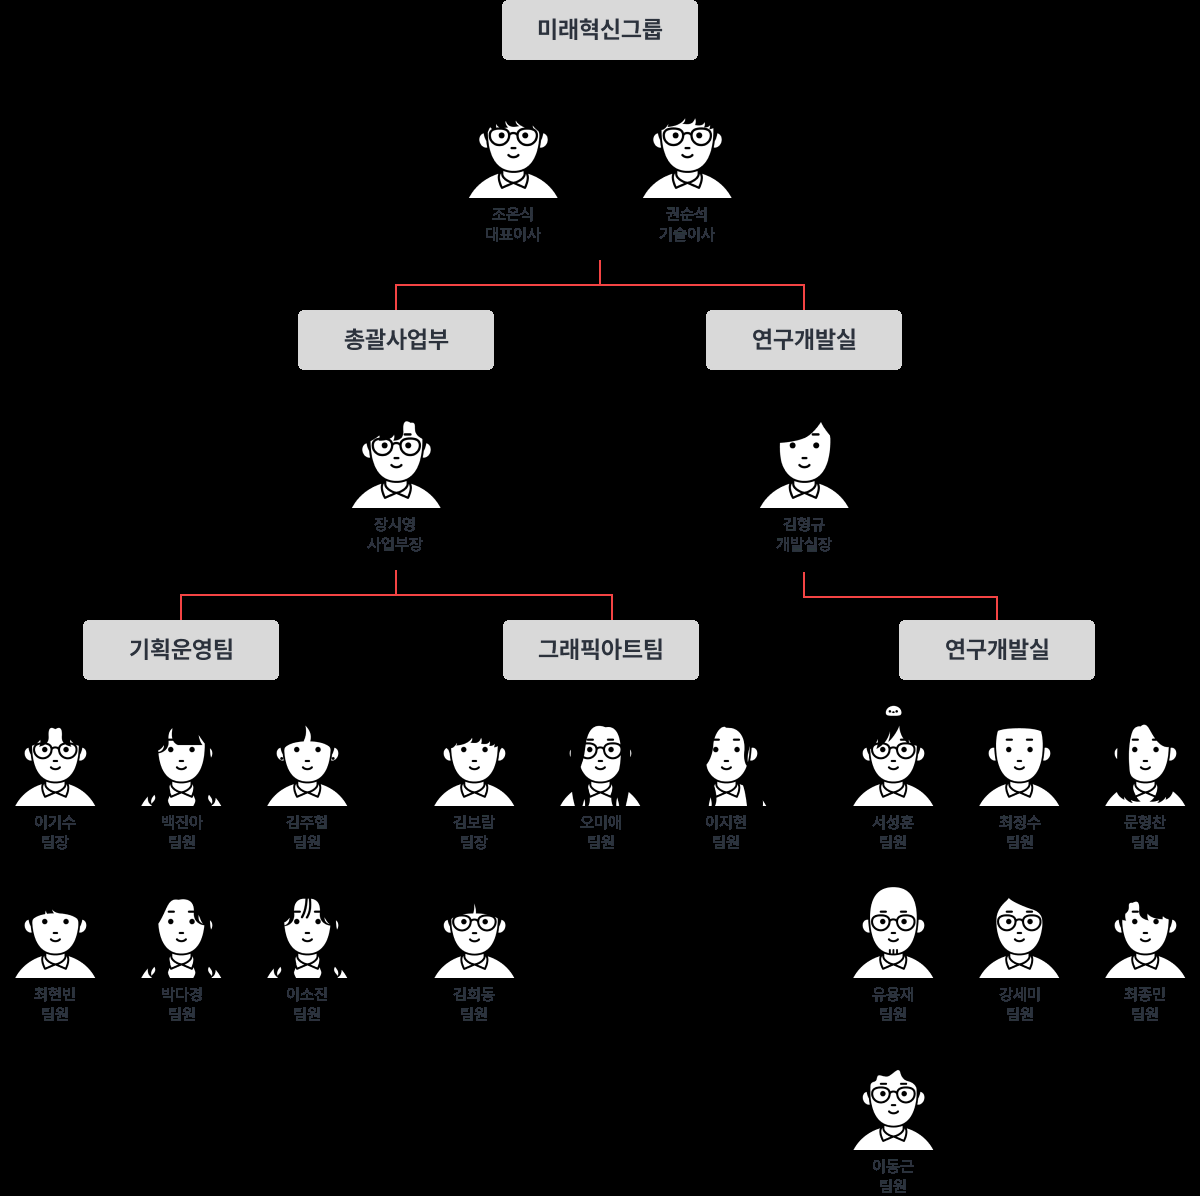 미래혁신그룹
조온식
대표이사
권순석
기술이사
총괄사업부
연구개발실
장시영
사업부장
김형규
개발실장
기획운영팀
그래픽아트팀
연구개발실
이기수
팀장
백진아
팀원
김주협
팀원
김보람
팀장
오미애
팀원
이지현
팀원
서성훈
팀원
최정수
팀원
문형찬
팀원
최현빈
팀원
박다경
팀원
이소진
팀원
김희동
팀원
유용재
팀원
강세미
팀원
최종민
팀원
이동근
팀원